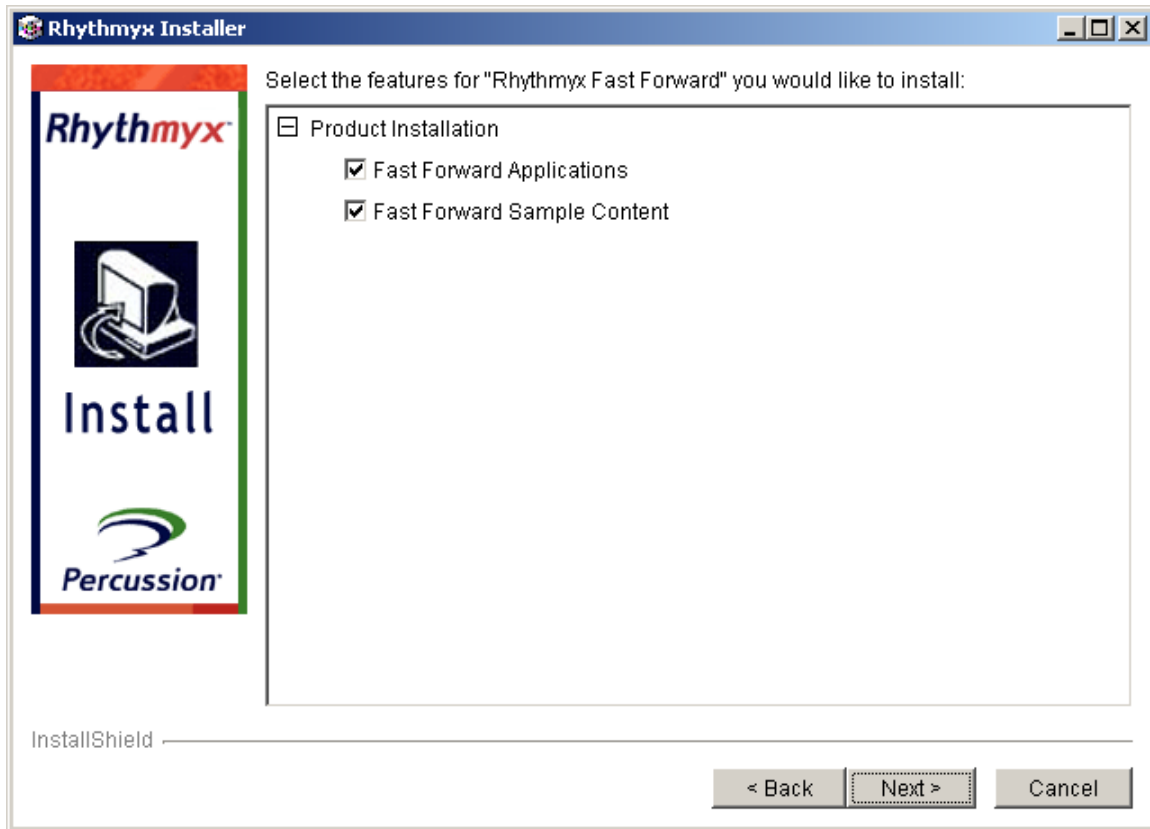 Rhythmyx Installer
Select the features for "Rhythmyx Fast Forward" you would like to install:
Rhythmyx
Product Installation
Fast Forward Applications
Fast Forward Sample Content
Install
Percussion
InstallShield
< Back
Next >
Cancel